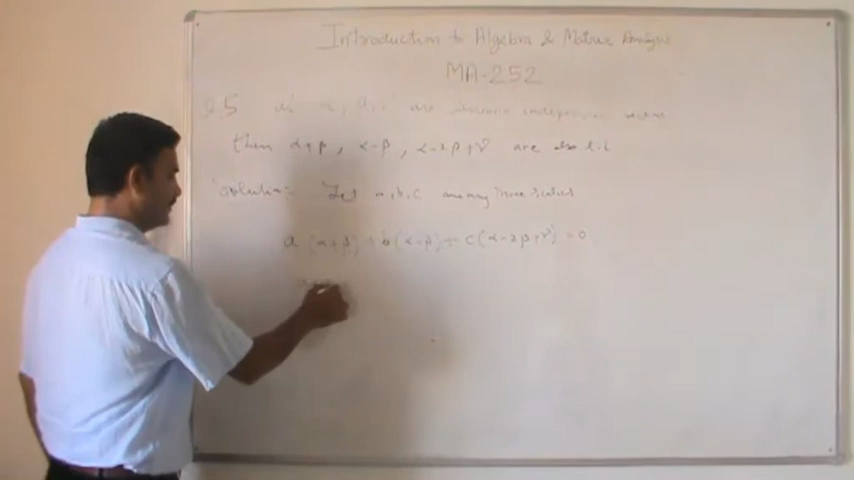 Introduction to Algebra & Matrix Analysis
MA-252
Q.5 are linearly independent vectors
then α+β, α-β, α-2β+γ are also l.i
Solution: Let a, b, c are any three scalars
a (α+β) + b(α-β) + c(α-2β+γ) = 0